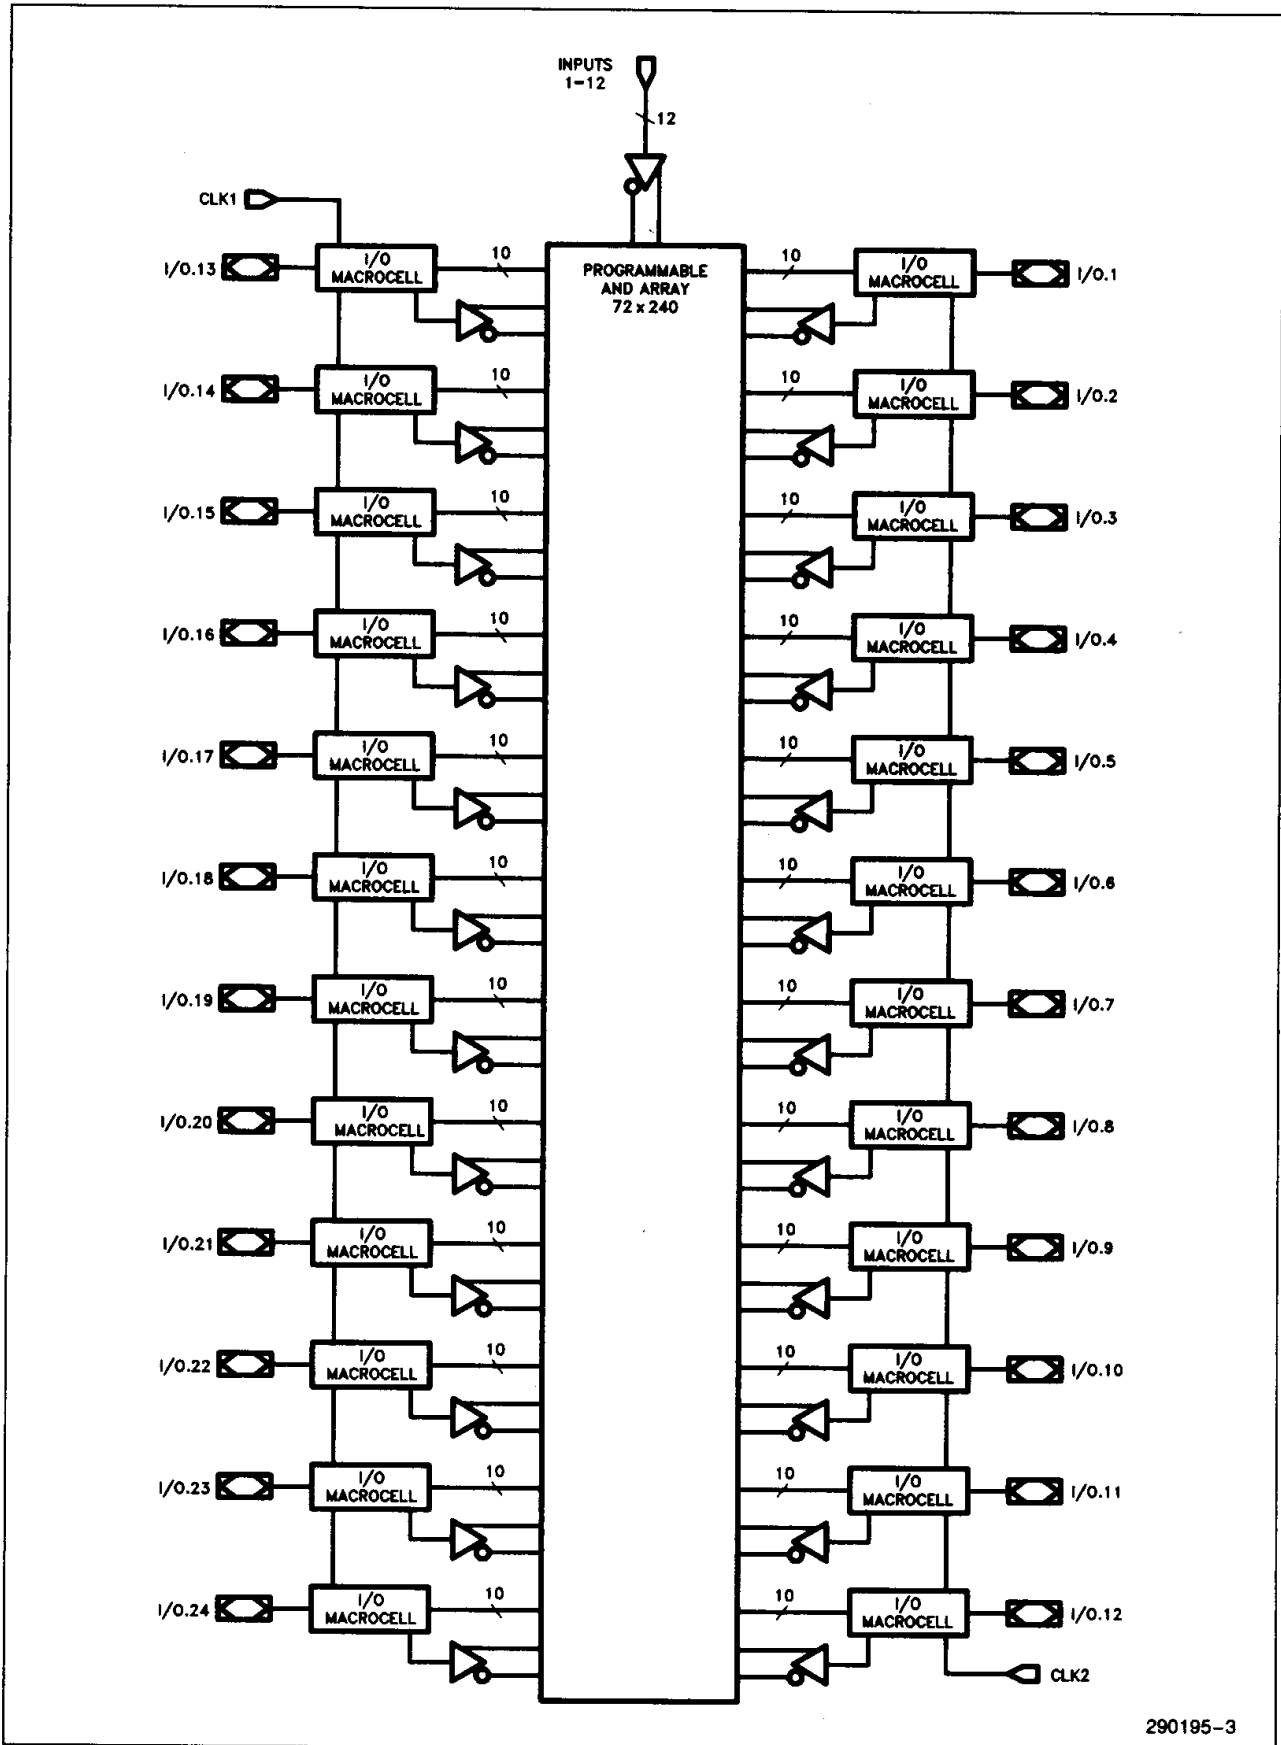 INPUTS
1-12
12
CLK1
I/O.13
I/O
MACROCELL
10
PROGRAMMABLE
AND ARRAY
72 x 240
10
I/O
MACROCELL
I/O.1
I/O.14
I/O
MACROCELL
10
10
I/O
MACROCELL
I/O.2
I/O.15
I/O
MACROCELL
10
10
I/O
MACROCELL
I/O.3
I/O.16
I/O
MACROCELL
10
10
I/O
MACROCELL
I/O.4
I/O.17
I/O
MACROCELL
10
10
I/O
MACROCELL
I/O.5
I/O.18
I/O
MACROCELL
10
10
I/O
MACROCELL
I/O.6
I/O.19
I/O
MACROCELL
10
10
I/O
MACROCELL
I/O.7
I/O.20
I/O
MACROCELL
10
10
I/O
MACROCELL
I/O.8
I/O.21
I/O
MACROCELL
10
10
I/O
MACROCELL
I/O.9
I/O.22
I/O
MACROCELL
10
10
I/O
MACROCELL
I/O.10
I/O.23
I/O
MACROCELL
10
10
I/O
MACROCELL
I/O.11
I/O.24
I/O
MACROCELL
10
10
I/O
MACROCELL
I/O.12
CLK2
290195-3